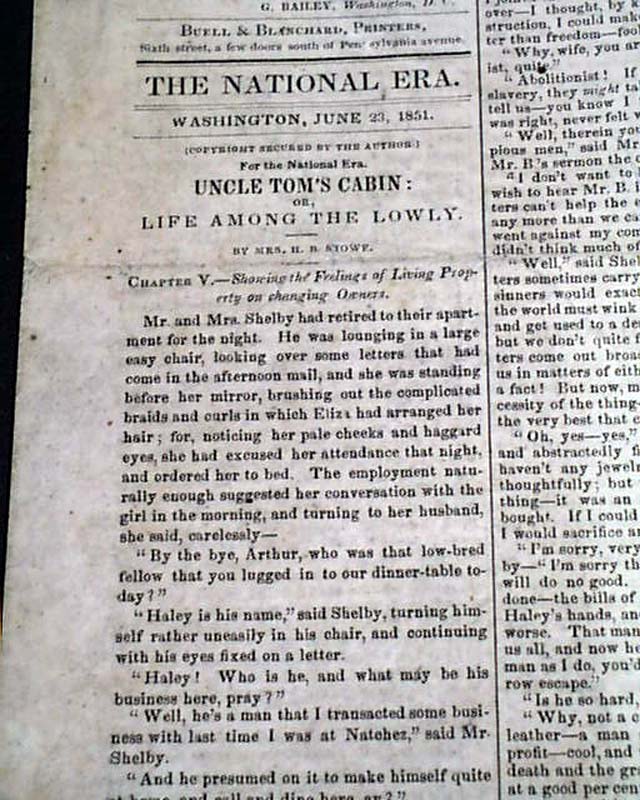 G. BAILEY, Washington, D. C.
BUELL & BLANCHARD, PRINTERS,
Sixth street, a few doors south of Pennsylvania avenue.
THE NATIONAL ERA.
WASHINGTON, JUNE 23, 1851.
[COPYRIGHT SECURED BY THE AUTHOR.]
For the National Era.
UNCLE TOM'S CABIN:
OR,
LIFE AMONG THE LOWLY.
BY MRS. H. B. STOWE.
CHAPTER V.—Showing the Feelings of Living Prop-
erty on changing Owners.
Mr. and Mrs. Shelby had retired to their apart-
ment for the night. He was lounging in a large
easy chair, looking over some letters that had
come in the afternoon mail, and she was standing
before her mirror, brushing out the complicated
braids and curls in which Eliza had arranged her
hair; for, noticing her pale cheeks and haggard
eyes, she had excused her attendance that night,
and ordered her to bed. The employment natu-
rally enough suggested her conversation with the
girl in the morning, and turning to her husband,
she said, carelessly—
"By the bye, Arthur, who was that low-bred
fellow that you lugged in to our dinner-table to-
day?"
"Haley is his name," said Shelby, turning him-
self rather uneasily in his chair, and continuing
with his eyes fixed on a letter.
"Haley! Who is he, and what may be his
business here, pray?"
"Well, he's a man that I transacted some busi-
ness with last time I was at Natchez," said Mr.
Shelby.
"And he presumed on it to make himself quite
at home, and call and dine here, ay?"
over—I thought, by k
struction, I could mak
ter than freedom—fool
"Why, wife, you ar
ist, quite."
"Abolitionist! If
slavery, they might tal
tell us—you know I
was right, never felt w
"Well, therein you
pious men," said Mr.
Mr. B.'s sermon the o
"I don't want to
wish to hear Mr. B. i
ters can't help the e
any more than we ca
went against my com
didn't think much of
"Well," said Shel
ters sometimes carry
sinners would exact
the world must wink
and get used to a de
but we don't quite f
ters come out broad
us in matters of eith
a fact! But now, m
cessity of the thing—
the very best that c
"Oh, yes—yes,"
and abstractedly fi
haven't any jewel
thoughtfully; but
thing—it was an
bought. If I could
I would sacrifice an
"I'm sorry, very
by—"I'm sorry th
will do no good.
done—the bills of
Haley's hands, an
worse. That man
us all, and now he
man as I do, you'd
row escape."
"Is he so hard,
"Why, not a c
leather—a man
profit—cool, and
death and the gra
at a good per cen